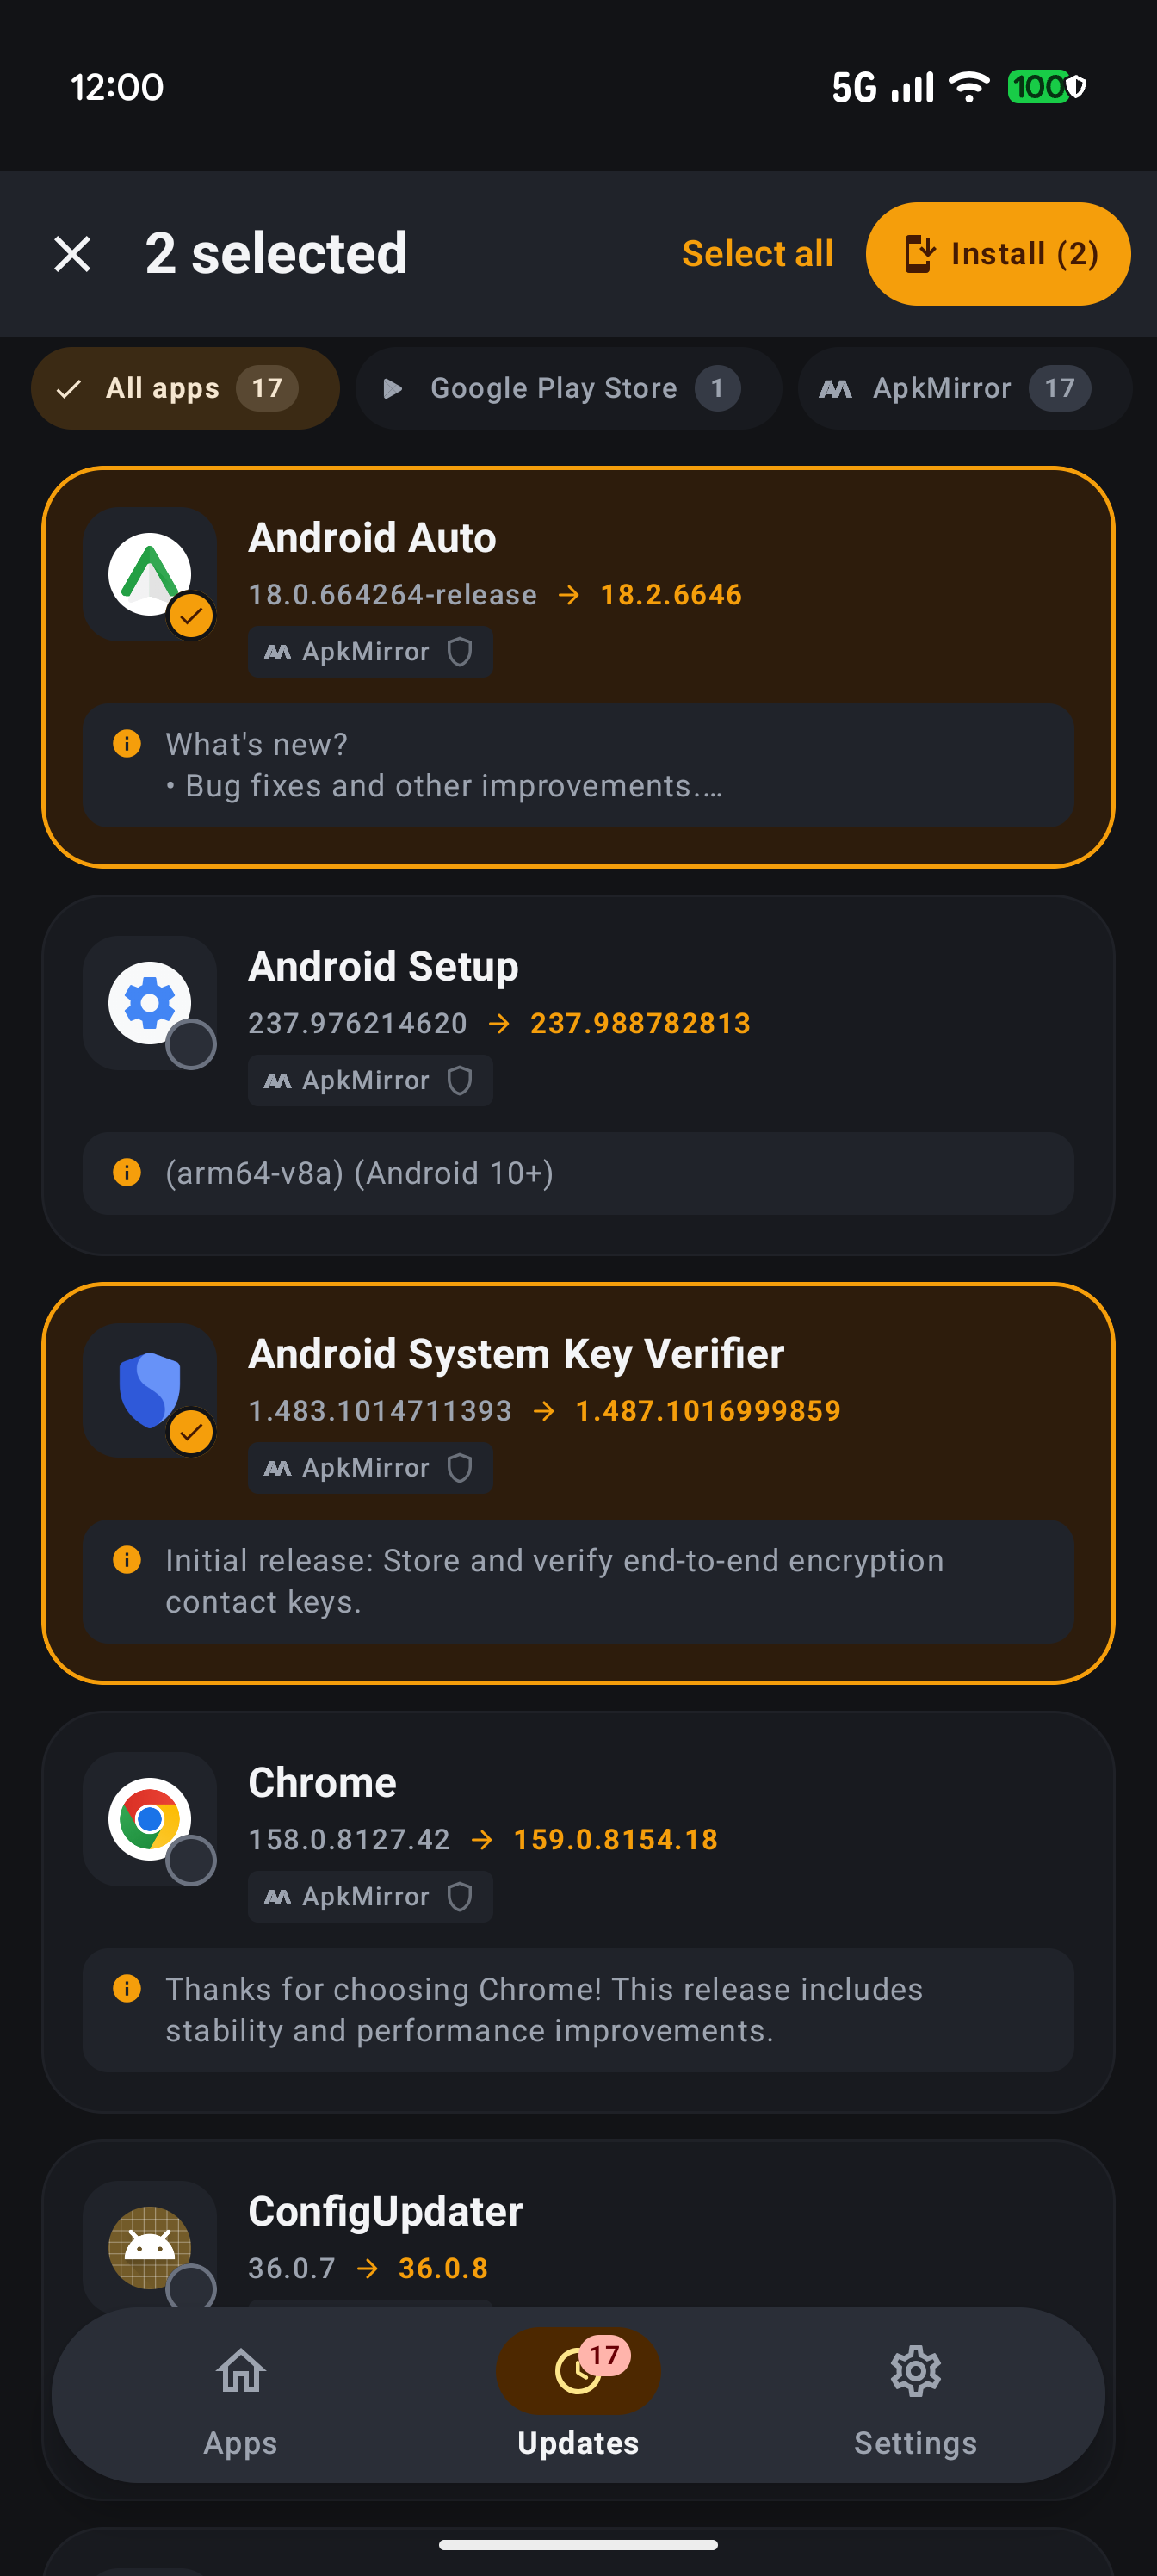 12:00
5G
100
2 selected
Select all
Install (2)
All apps 17
Google Play Store 1
ApkMirror 17
Android Auto
18.0.664264-release → 18.2.6646
ApkMirror
What's new?
• Bug fixes and other improvements.…
Android Setup
237.976214620 → 237.988782813
ApkMirror
(arm64-v8a) (Android 10+)
Android System Key Verifier
1.483.1014711393 → 1.487.1016999859
ApkMirror
Initial release: Store and verify end-to-end encryption
contact keys.
Chrome
158.0.8127.42 → 159.0.8154.18
ApkMirror
Thanks for choosing Chrome! This release includes
stability and performance improvements.
ConfigUpdater
36.0.7 → 36.0.8
17
Apps
Updates
Settings